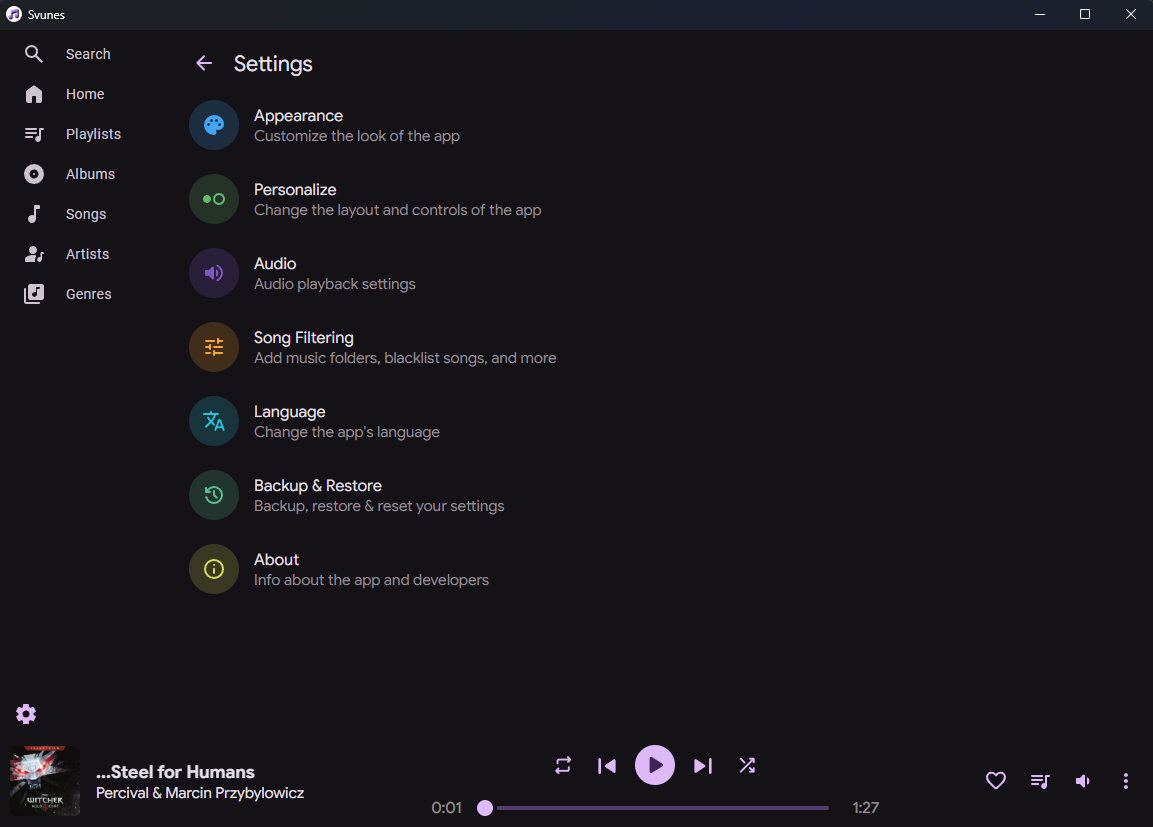 Svunes
Search
Home
Playlists
Albums
Songs
Artists
Genres
Settings
Appearance
Customize the look of the app
Personalize
Change the layout and controls of the app
Audio
Audio playback settings
Song Filtering
Add music folders, blacklist songs, and more
Language
Change the app's language
Backup & Restore
Backup, restore & reset your settings
About
Info about the app and developers
WITCHER
...Steel for Humans
Percival & Marcin Przybylowicz
0:01
1:27